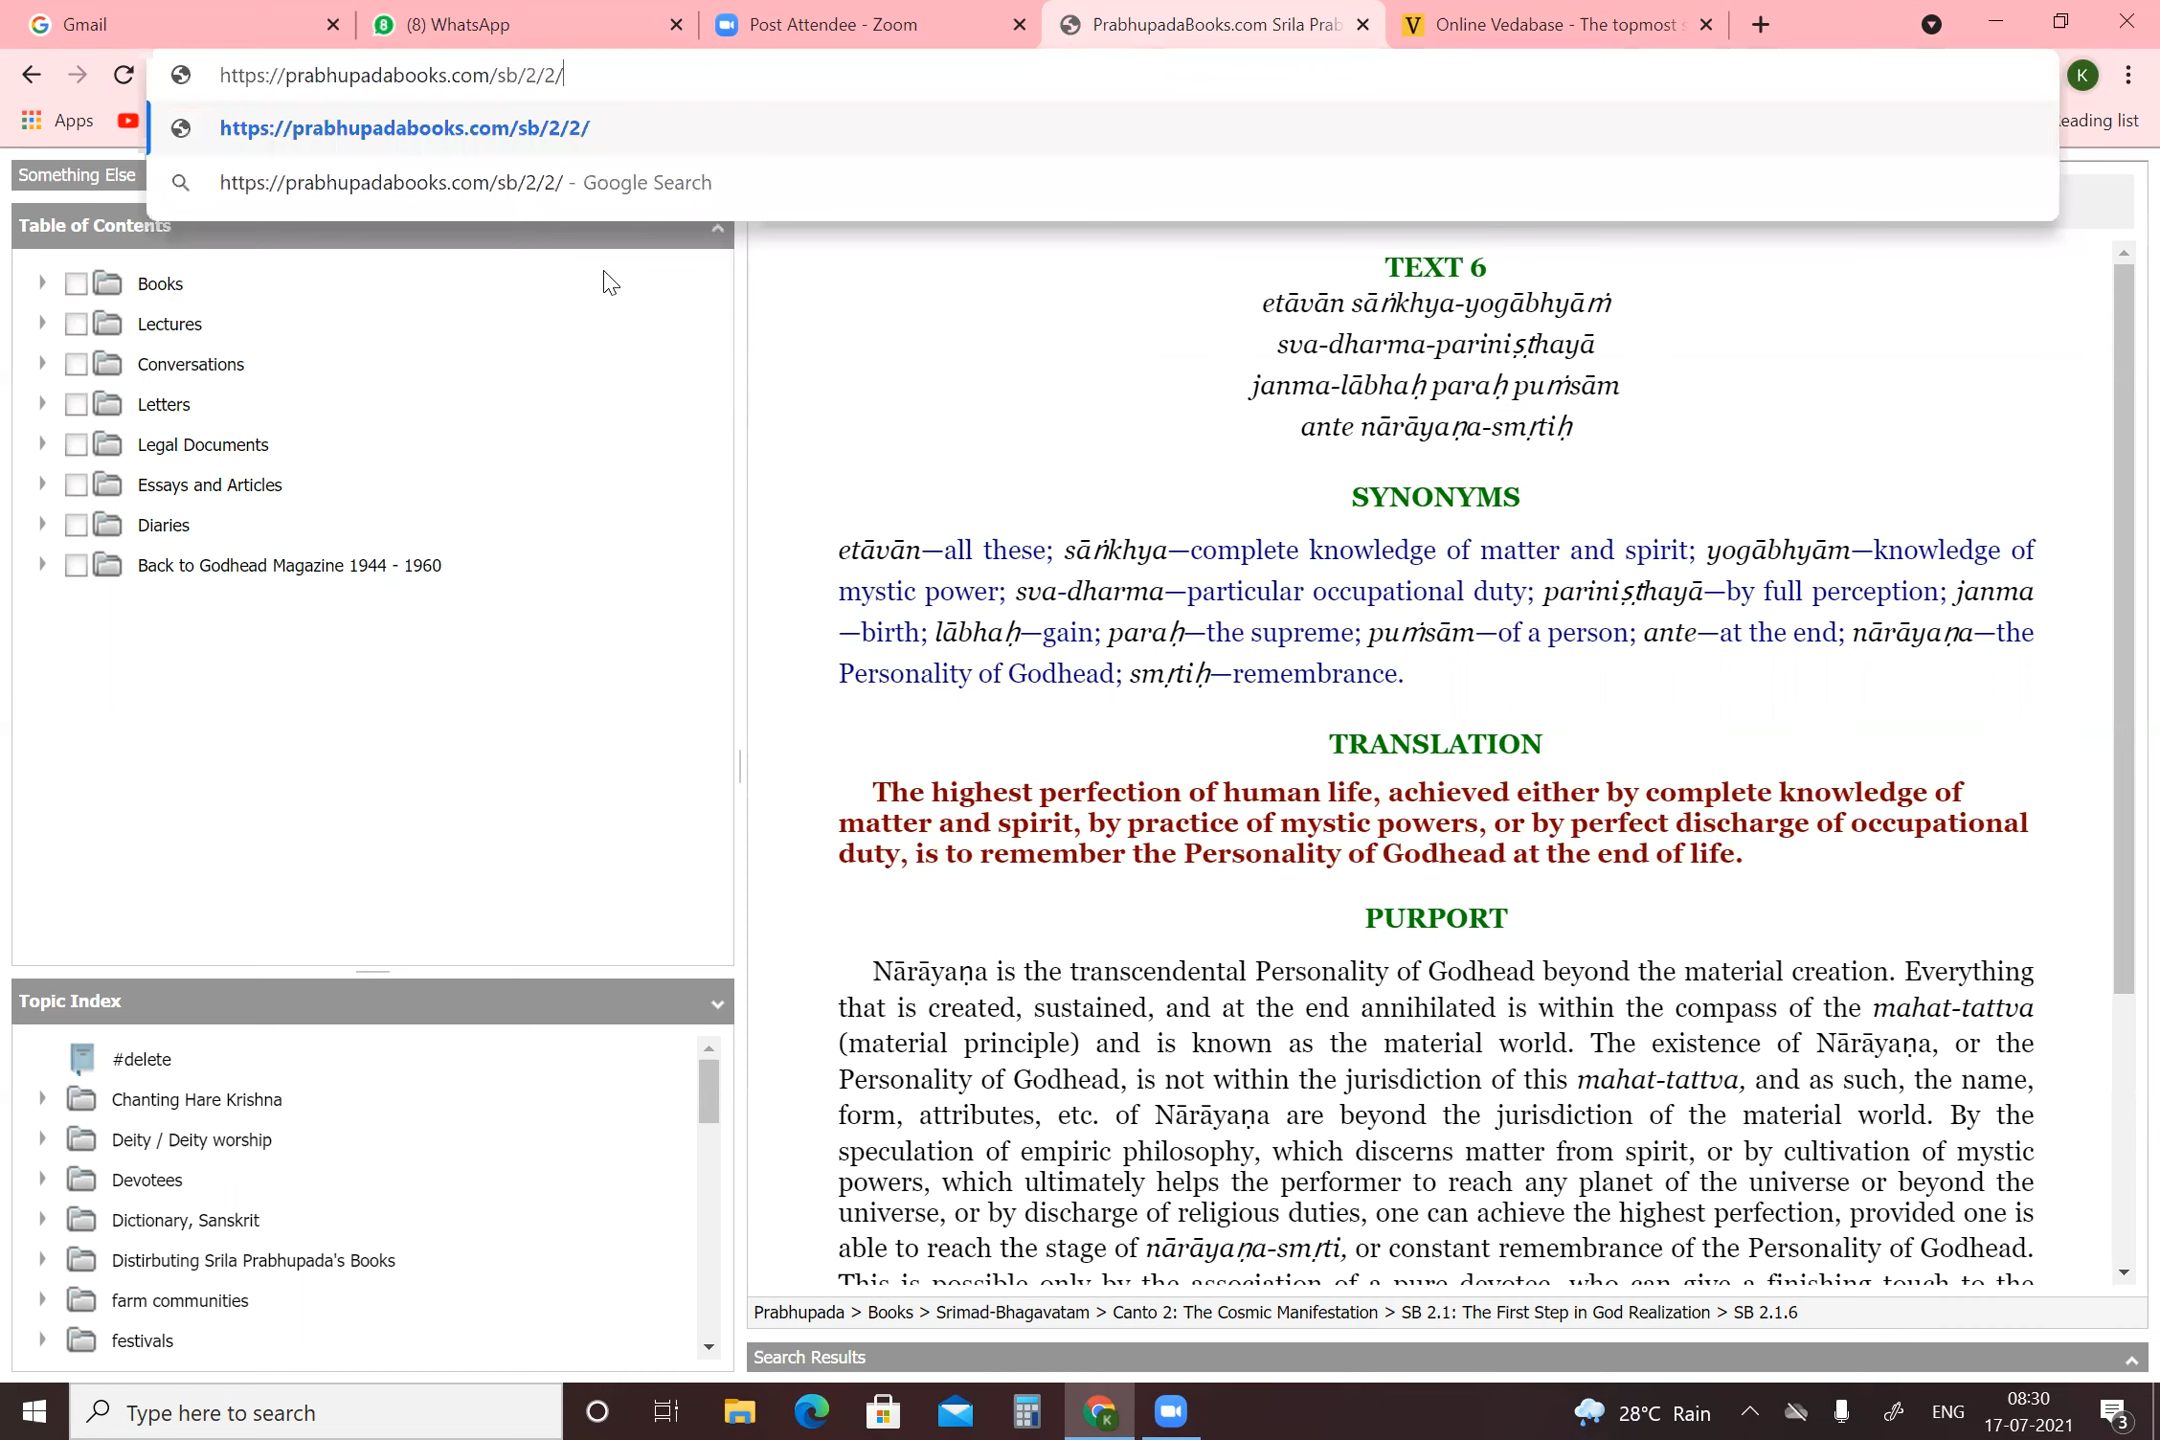 Gmail
(8) WhatsApp
Post Attendee - Zoom
PrabhupadaBooks.com Srila Prab
Online Vedabase - The topmost s
https://prabhupadabooks.com/sb/2/2/
K
Apps
https://prabhupadabooks.com/sb/2/2/
eading list
https://prabhupadabooks.com/sb/2/2/ - Google Search
Something Else
Table of Contents
Books
Lectures
Conversations
Letters
Legal Documents
Essays and Articles
Diaries
Back to Godhead Magazine 1944 - 1960
Topic Index
#delete
Chanting Hare Krishna
Deity / Deity worship
Devotees
Dictionary, Sanskrit
Distirbuting Srila Prabhupada's Books
farm communities
festivals
TEXT 6
etāvān sāṅkhya-yogābhyāṁ
sva-dharma-pariniṣṭhayā
janma-lābhaḥ paraḥ puṁsām
ante nārāyaṇa-smṛtiḥ
SYNONYMS
etāvān—all these; sāṅkhya—complete knowledge of matter and spirit; yogābhyām—knowledge of
mystic power; sva-dharma—particular occupational duty; pariniṣṭhayā—by full perception; janma
—birth; lābhaḥ—gain; paraḥ—the supreme; puṁsām—of a person; ante—at the end; nārāyaṇa—the
Personality of Godhead; smṛtiḥ—remembrance.
TRANSLATION
The highest perfection of human life, achieved either by complete knowledge of
matter and spirit, by practice of mystic powers, or by perfect discharge of occupational
duty, is to remember the Personality of Godhead at the end of life.
PURPORT
Nārāyaṇa is the transcendental Personality of Godhead beyond the material creation. Everything
that is created, sustained, and at the end annihilated is within the compass of the mahat-tattva
(material principle) and is known as the material world. The existence of Nārāyaṇa, or the
Personality of Godhead, is not within the jurisdiction of this mahat-tattva, and as such, the name,
form, attributes, etc. of Nārāyaṇa are beyond the jurisdiction of the material world. By the
speculation of empiric philosophy, which discerns matter from spirit, or by cultivation of mystic
powers, which ultimately helps the performer to reach any planet of the universe or beyond the
universe, or by discharge of religious duties, one can achieve the highest perfection, provided one is
able to reach the stage of nārāyaṇa-smṛti, or constant remembrance of the Personality of Godhead.
This is possible only by the association of a pure devotee, who can give a finishing touch to the
Prabhupada > Books > Srimad-Bhagavatam > Canto 2: The Cosmic Manifestation > SB 2.1: The First Step in God Realization > SB 2.1.6
Search Results
Type here to search
28°C Rain
ENG
08:30
17-07-2021
3